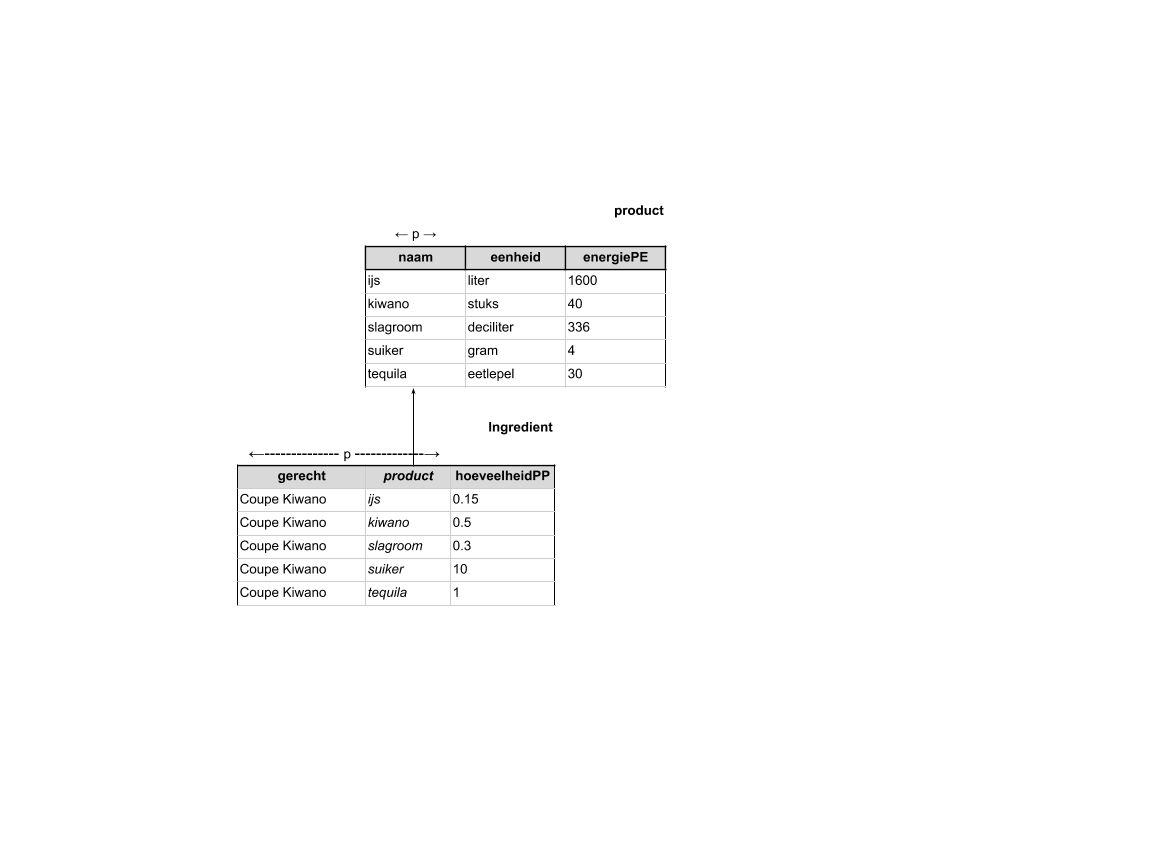 product
← p →
naam eenheid energiePE
ijs liter 1600
kiwano stuks 40
slagroom deciliter 336
suiker gram 4
tequila eetlepel 30
Ingredient
←-------------- p -------------→
gerecht product hoeveelheidPP
Coupe Kiwano ijs 0.15
Coupe Kiwano kiwano 0.5
Coupe Kiwano slagroom 0.3
Coupe Kiwano suiker 10
Coupe Kiwano tequila 1